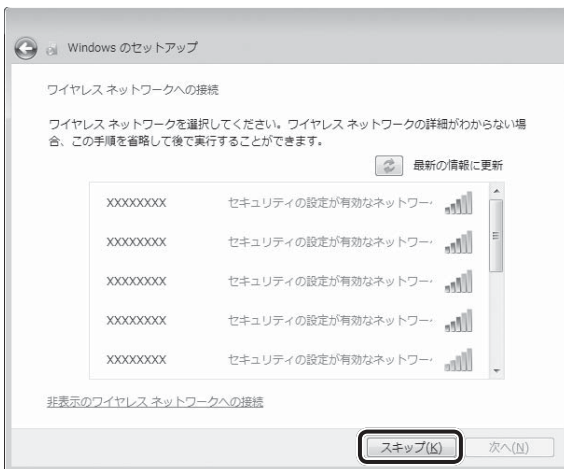 Windows のセットアップ
ワイヤレス ネットワークへの接続
ワイヤレス ネットワークを選択してください。ワイヤレス ネットワークの詳細がわからない場
合、この手順を省略して後で実行することができます。
最新の情報に更新
XXXXXXXX セキュリティの設定が有効なネットワー
XXXXXXXX セキュリティの設定が有効なネットワー
XXXXXXXX セキュリティの設定が有効なネットワー
XXXXXXXX セキュリティの設定が有効なネットワー
XXXXXXXX セキュリティの設定が有効なネットワー
非表示のワイヤレス ネットワークへの接続
スキップ(K) 次へ(N)